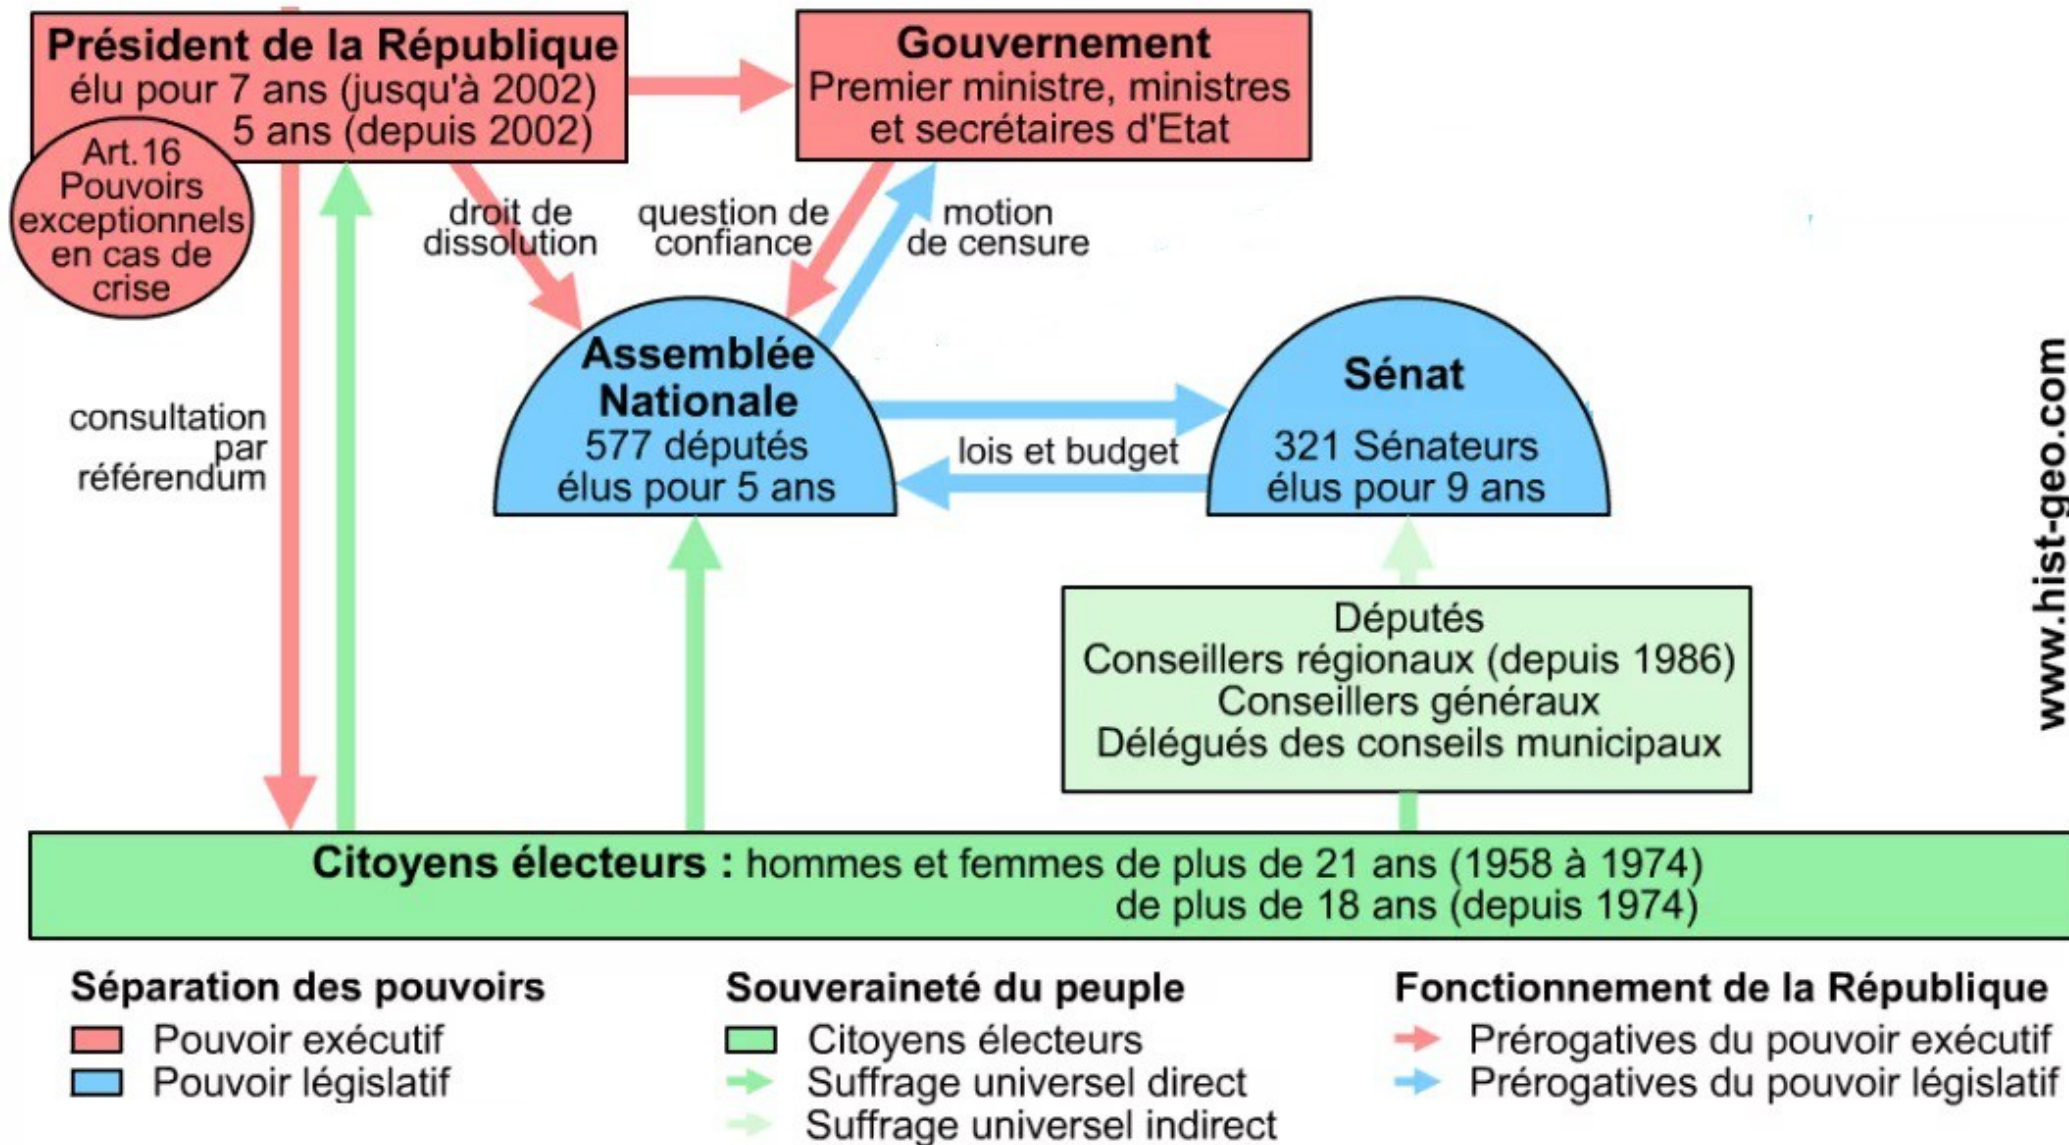 Président de la République
élu pour 7 ans (jusqu'à 2002)
5 ans (depuis 2002)
Art.16
Pouvoirs
exceptionnels
en cas de
crise
Gouvernement
Premier ministre, ministres
et secrétaires d'Etat
droit de
dissolution
question de
confiance
motion
de censure
consultation
par
référendum
Assemblée
Nationale
577 députés
élus pour 5 ans
lois et budget
Sénat
321 Sénateurs
élus pour 9 ans
www.hist-geo.com
Députés
Conseillers régionaux (depuis 1986)
Conseillers généraux
Délégués des conseils municipaux
Citoyens électeurs : hommes et femmes de plus de 21 ans (1958 à 1974)
de plus de 18 ans (depuis 1974)
Séparation des pouvoirs
Pouvoir exécutif
Pouvoir législatif
Souveraineté du peuple
Citoyens électeurs
Suffrage universel direct
Suffrage universel indirect
Fonctionnement de la République
Prérogatives du pouvoir exécutif
Prérogatives du pouvoir législatif